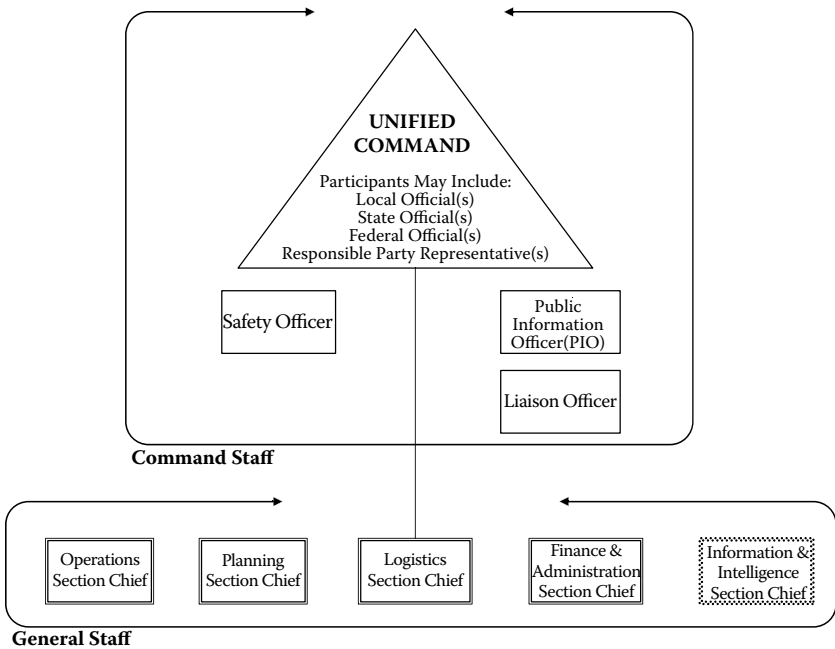 UNIFIED
COMMAND
Participants May Include:
Local Official(s)
State Official(s)
Federal Official(s)
Responsible Party Representative(s)
Safety Officer
Public
Information
Officer(PIO)
Liaison Officer
Command Staff
Operations
Section Chief
Planning
Section Chief
Logistics
Section Chief
Finance &
Administration
Section Chief
Information &
Intelligence
Section Chief
General Staff